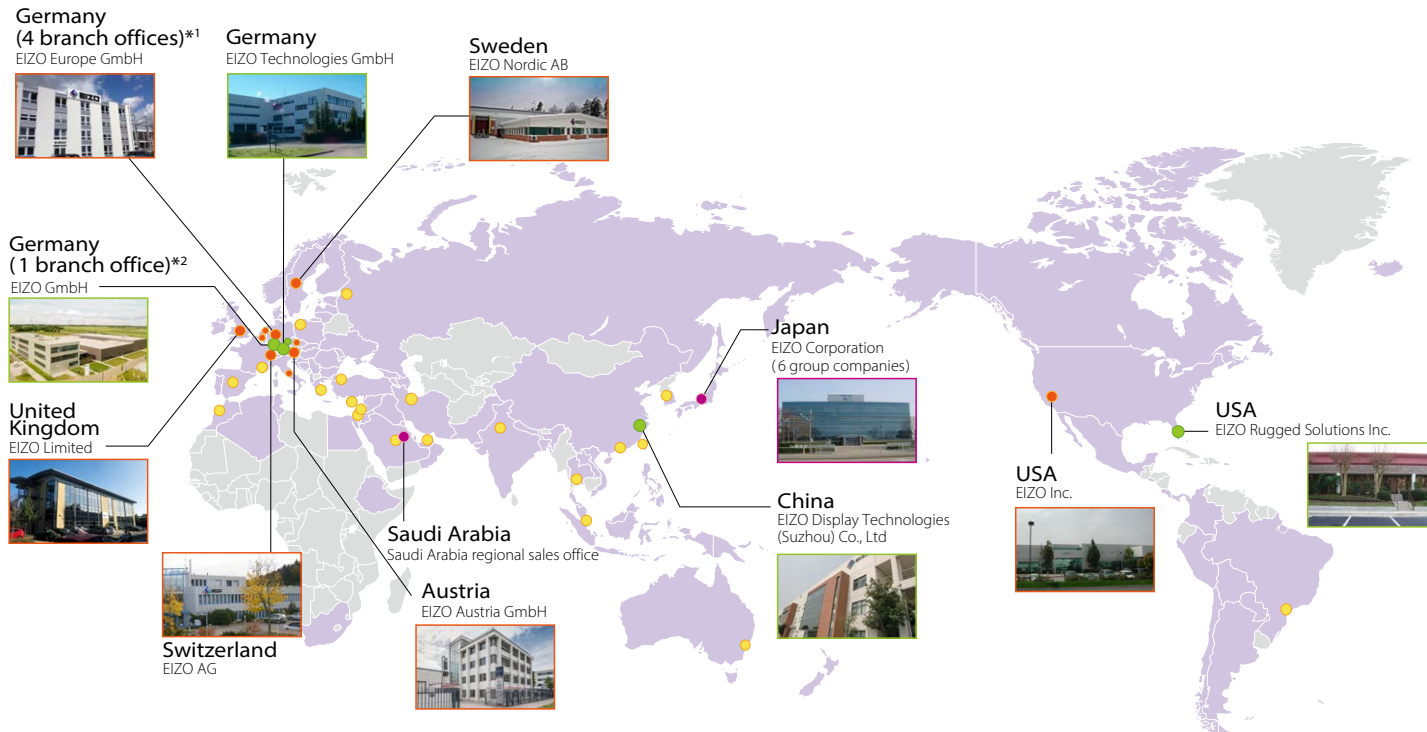 Germany
(4 branch offices)*1
EIZO Europe GmbH
Germany
EIZO Technologies GmbH
Sweden
EIZO Nordic AB
EIZO
Germany
(1 branch office)*2
EIZO GmbH
United
Kingdom
EIZO Limited
Japan
EIZO Corporation
(6 group companies)
USA
EIZO Rugged Solutions Inc.
USA
EIZO Inc.
China
EIZO Display Technologies
(Suzhou) Co., Ltd
Saudi Arabia
Saudi Arabia regional sales office
Austria
EIZO Austria GmbH
Switzerland
EIZO AG